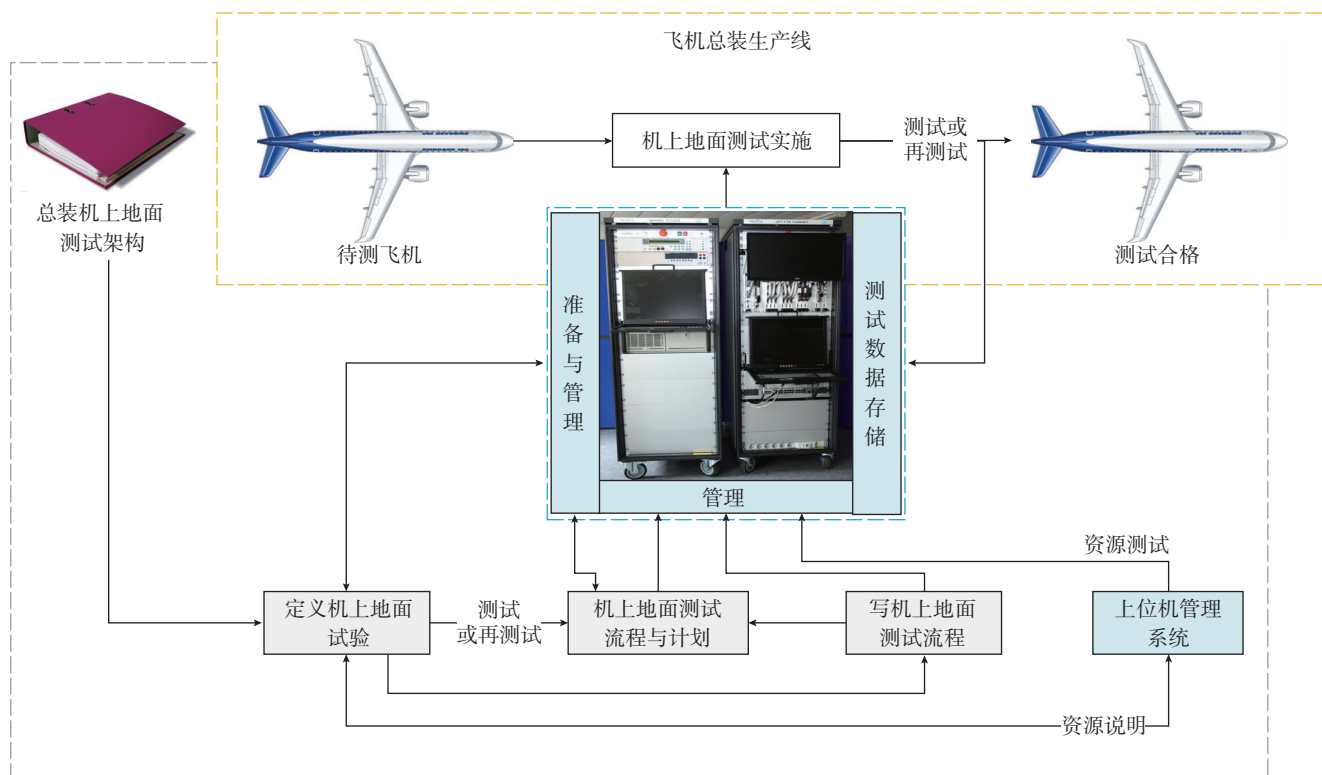 飞机总装生产线
机上地面测试实施
测试或
再测试
总装机上地面
测试架构
待测飞机
测试合格
准备与管理
测试数据存储
管理
资源测试
定义机上地面
试验
测试
或再测试
机上地面测试
流程与计划
写机上地面
测试流程
上位机管理
系统
资源说明